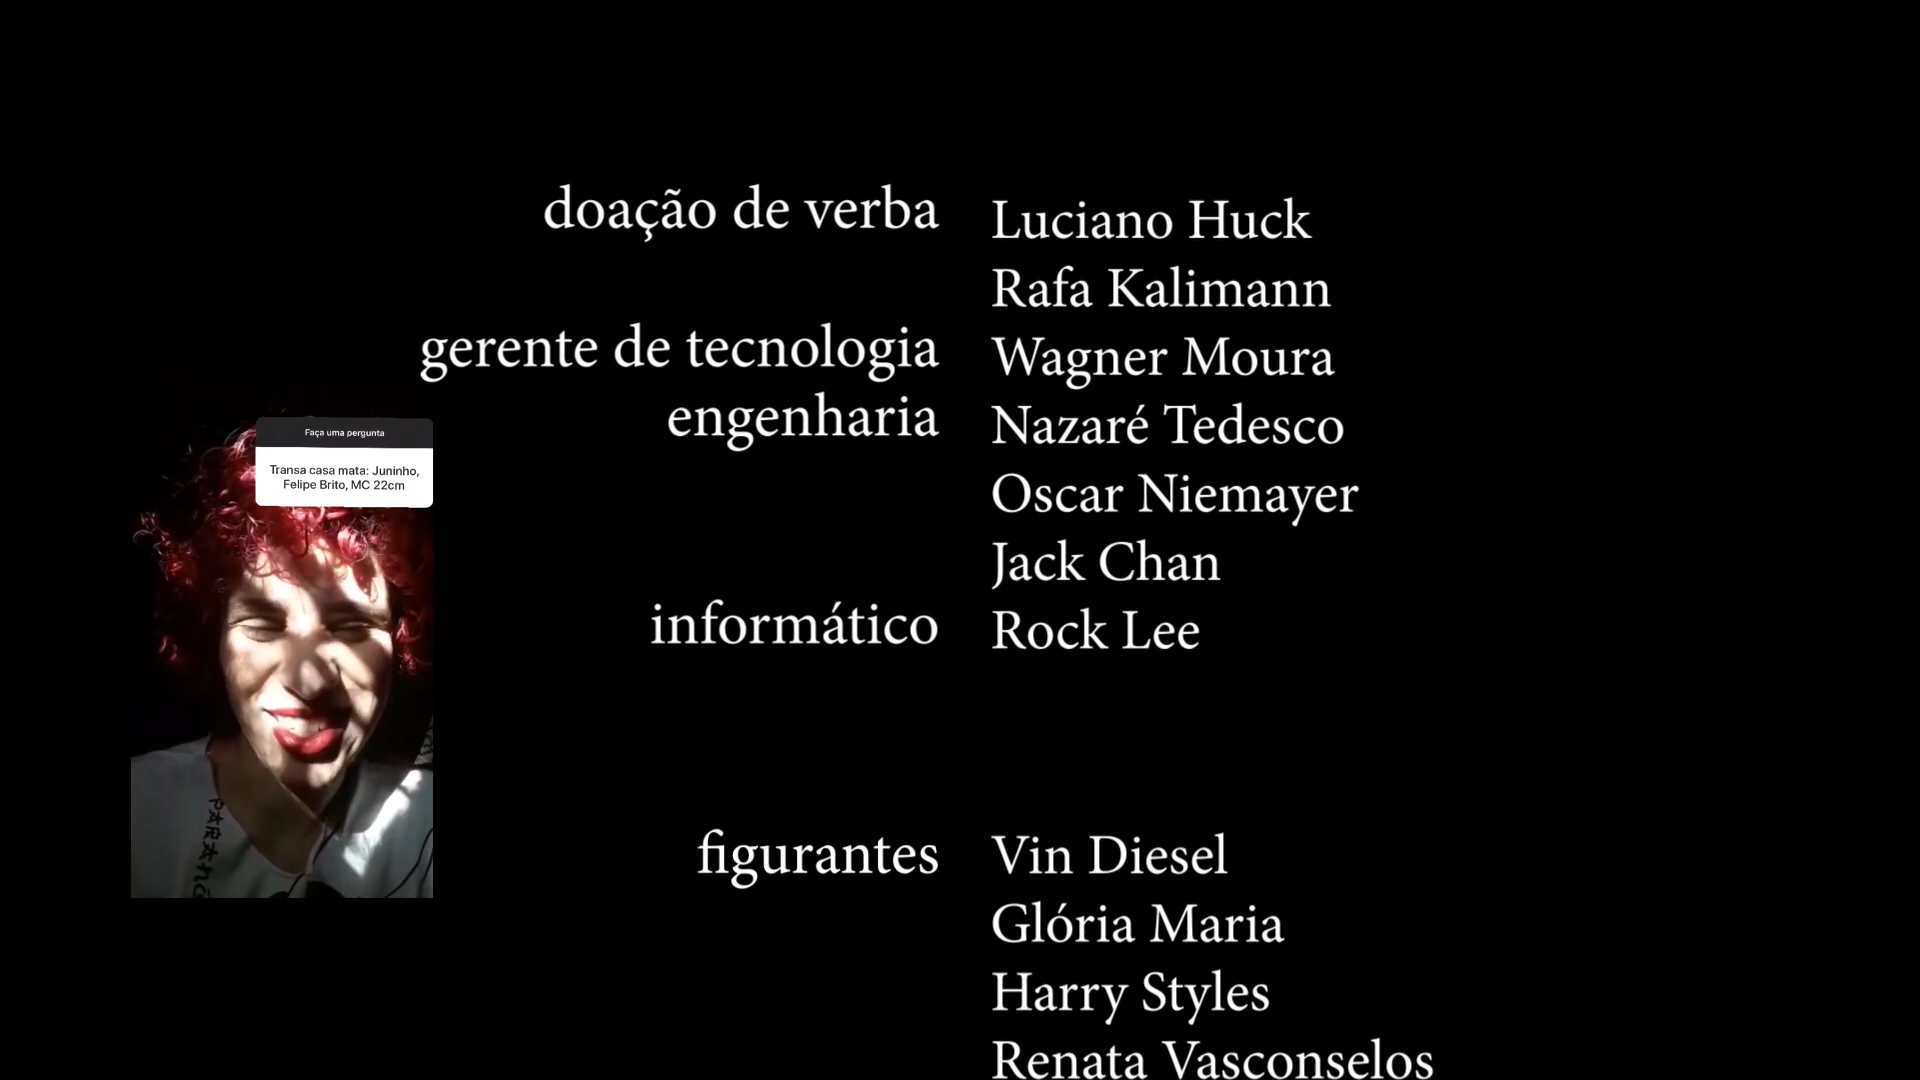 doação de verba
Luciano Huck
Rafa Kalimann
gerente de tecnologia
Wagner Moura
engenharia
Nazaré Tedesco
Oscar Niemayer
Jack Chan
informático
Rock Lee
figurantes
Vin Diesel
Glória Maria
Harry Styles
Renata Vasconselos
Faça uma pergunta
Transa casa mata: Juninho,
Felipe Brito, MC 22cm